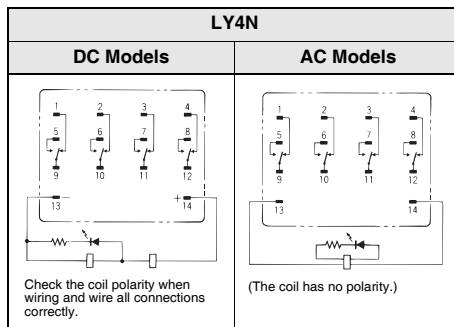 LY4N
DC Models
AC Models
1 2 3 4
5 6 7 8
9 10 11 12
− +
13 14
Check the coil polarity when
wiring and wire all connections
correctly.
1 2 3 4
5 6 7 8
9 10 11 12
13 14
(The coil has no polarity.)